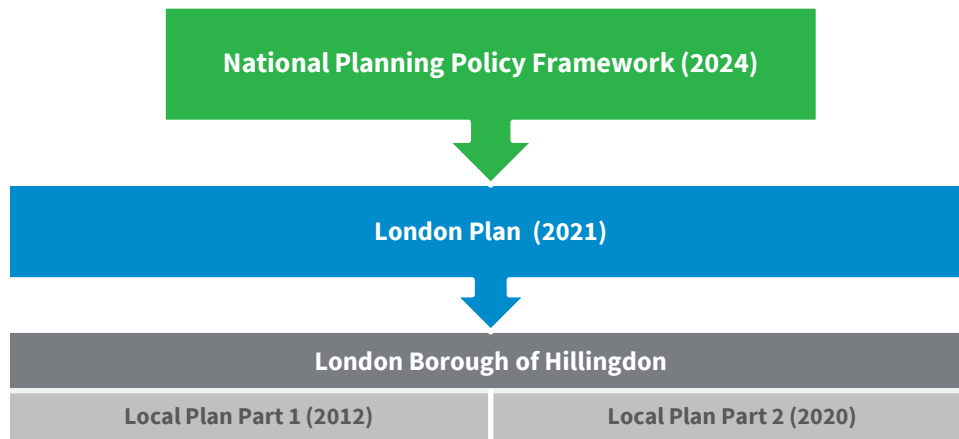 National Planning Policy Framework (2024)
London Plan (2021)
London Borough of Hillingdon
Local Plan Part 1 (2012)
Local Plan Part 2 (2020)